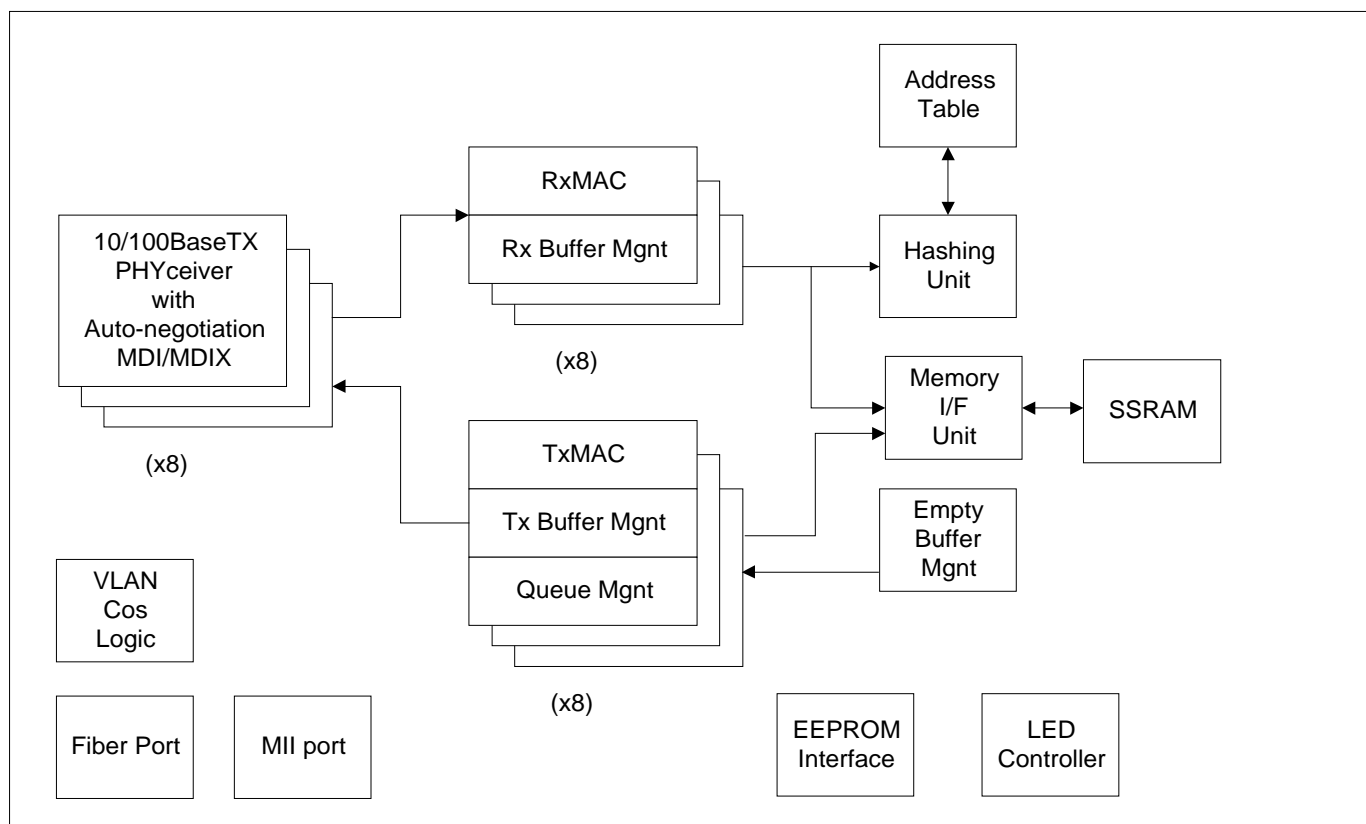 Address
Table
RxMAC
Rx Buffer Mgnt
(x8)
10/100BaseTX
PHYceiver
with
Auto-negotiation
MDI/MDIX
(x8)
Hashing
Unit
Memory
I/F
Unit
SSRAM
TxMAC
Tx Buffer Mgnt
Queue Mgnt
(x8)
Empty
Buffer
Mgnt
VLAN
Cos
Logic
Fiber Port
MII port
EEPROM
Interface
LED
Controller